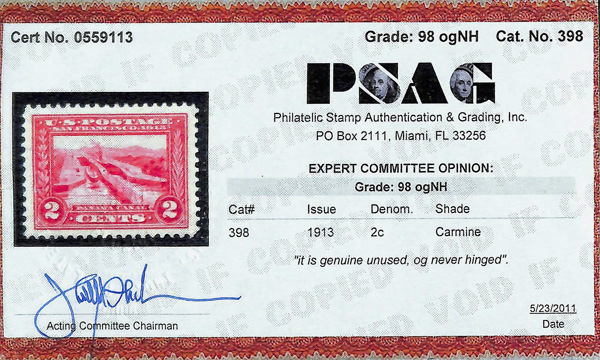 Cert No. 0559113
Grade: 98 ogNH
Cat. No. 398
PSAG
Philatelic Stamp Authentication & Grading, Inc.
PO Box 2111, Miami, FL 33256
U·S·POSTAGE
SAN FRANCISCO, 1915
PANAMA CANAL
2 CENTS 2
EXPERT COMMITTEE OPINION:
Grade: 98 ogNH
Cat# Issue Denom. Shade
398 1913 2c Carmine
"it is genuine unused, og never hinged".
Acting Committee Chairman
5/23/2011
Date
VOID IF COPIED